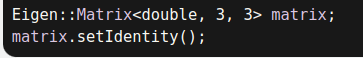 Eigen::Matrix<double, 3, 3> matrix;
matrix.setIdentity();